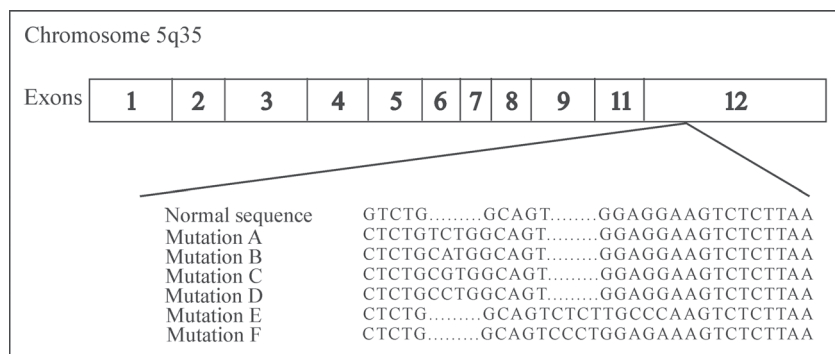 Chromosome 5q35
Exons 1 2 3 4 5 6 7 8 9 11 12
Normal sequence GTCTG.........GCAGT........GGAGGAAGTCTCTTAA
Mutation A CTCTGTCTGGCAGT.........GGAGGAAGTCTCTTAA
Mutation B CTCTGCATGGCAGT.........GGAGGAAGTCTCTTAA
Mutation C CTCTGCGTGGCAGT.........GGAGGAAGTCTCTTAA
Mutation D CTCTGCCTGGCAGT.........GGAGGAAGTCTCTTAA
Mutation E CTCTG.........GCAGTCTCTTGCCCAAGTCTCTTAA
Mutation F CTCTG.........GCAGTCCCTGGAGAAAGTCTCTTAA